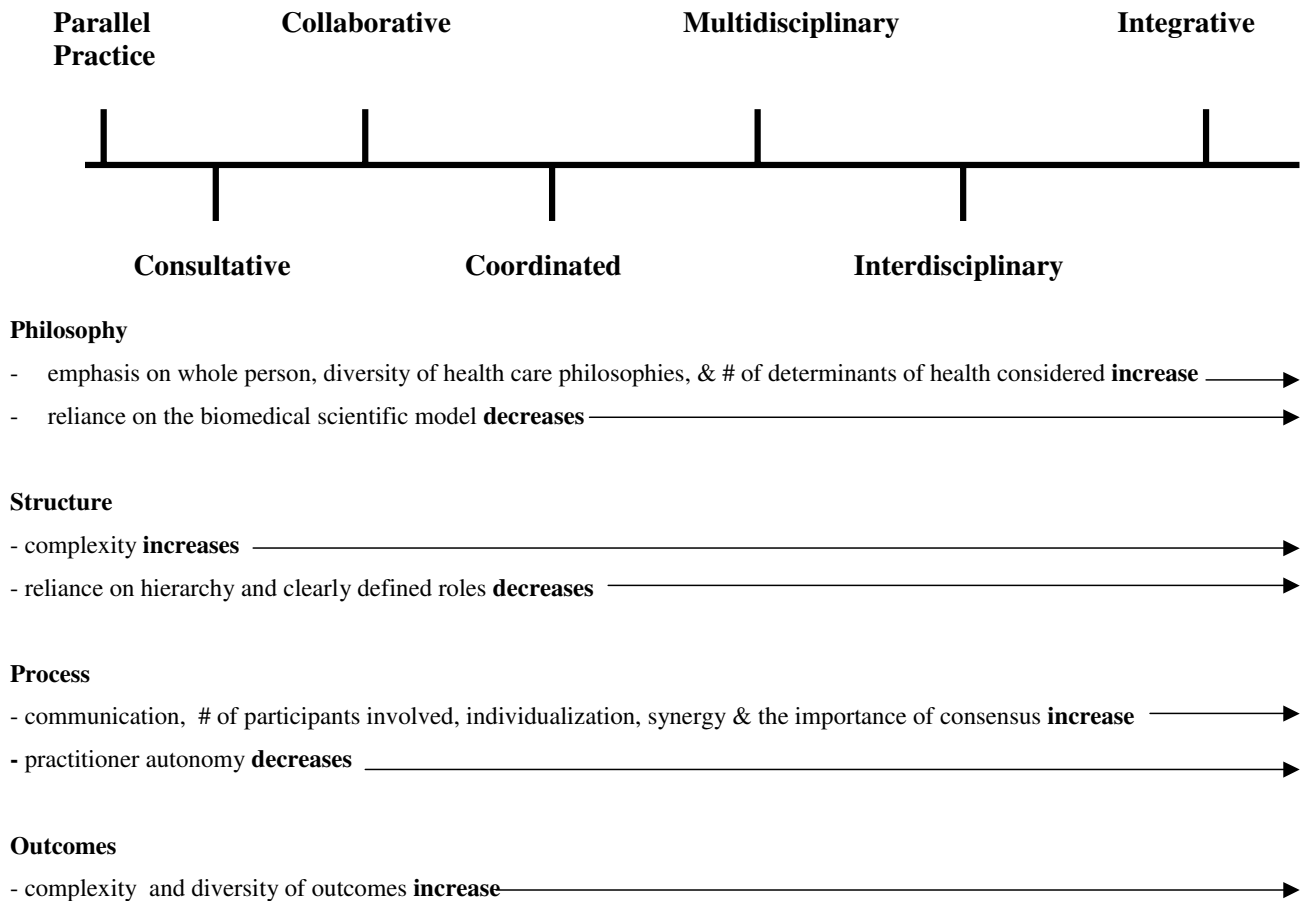 Parallel Collaborative Multidisciplinary Integrative
Practice
Consultative Coordinated Interdisciplinary
Philosophy
- emphasis on whole person, diversity of health care philosophies, & # of determinants of health considered increase
- reliance on the biomedical scientific model decreases
Structure
- complexity increases
- reliance on hierarchy and clearly defined roles decreases
Process
- communication, # of participants involved, individualization, synergy & the importance of consensus increase
- practitioner autonomy decreases
Outcomes
- complexity and diversity of outcomes increase